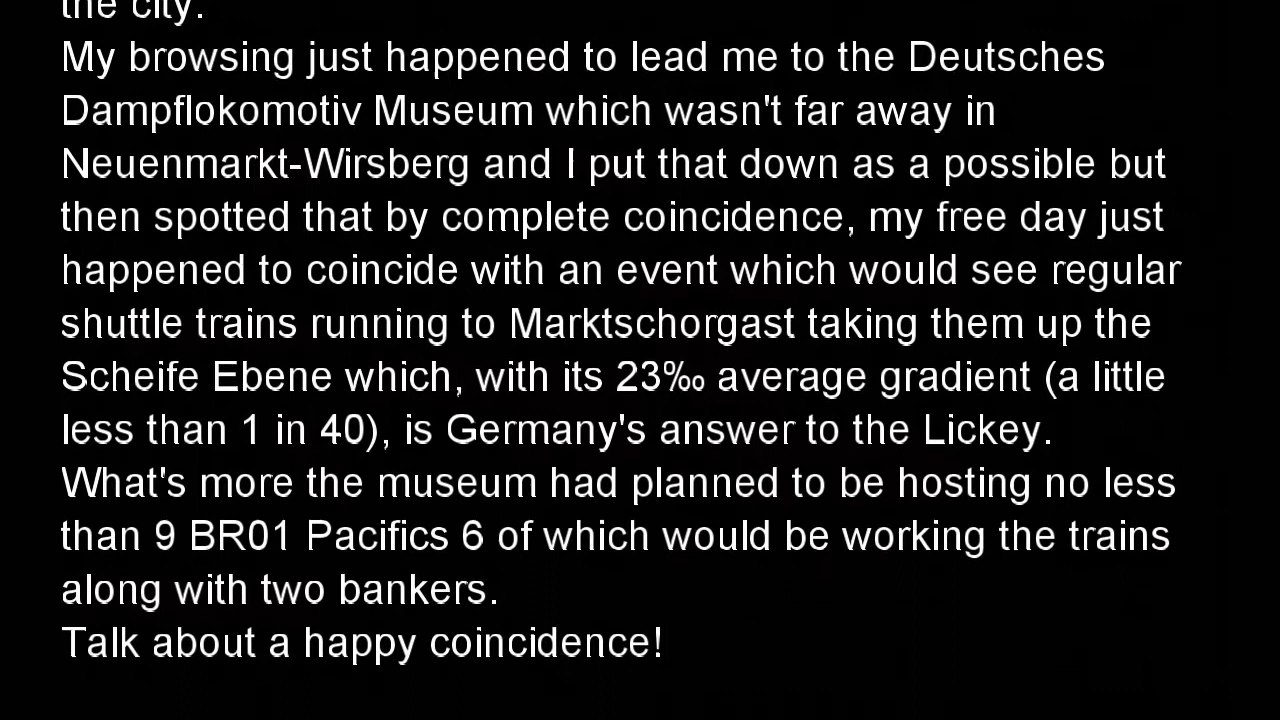 the city.
My browsing just happened to lead me to the Deutsches
Dampflokomotiv Museum which wasn't far away in
Neuenmarkt-Wirsberg and I put that down as a possible but
then spotted that by complete coincidence, my free day just
happened to coincide with an event which would see regular
shuttle trains running to Marktschorgast taking them up the
Scheife Ebene which, with its 23‰ average gradient (a little
less than 1 in 40), is Germany's answer to the Lickey.
What's more the museum had planned to be hosting no less
than 9 BR01 Pacifics 6 of which would be working the trains
along with two bankers.
Talk about a happy coincidence!